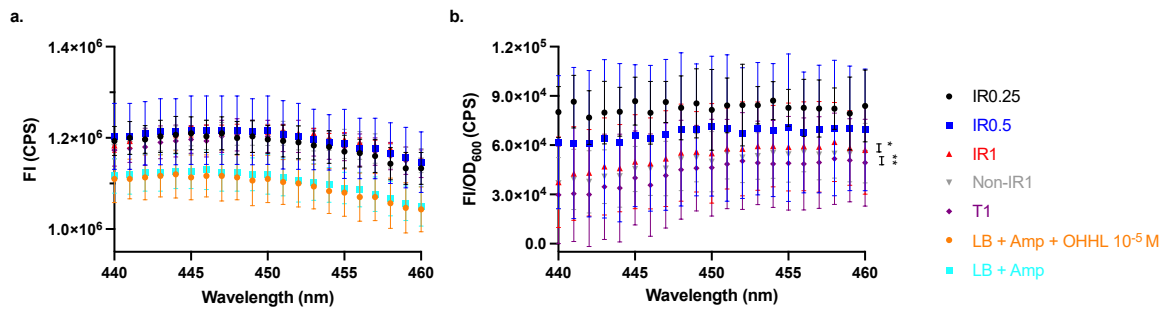 a.
1.4×10⁶
1.2×10⁶
1.0×10⁶
FI (CPS)
440 445 450 455 460
Wavelength (nm)
b.
1.2×10⁵
9.0×10⁴
6.0×10⁴
3.0×10⁴
0.0
FI/OD₆₀₀ (CPS)
440 445 450 455 460
Wavelength (nm)
*
**
IR0.25
IR0.5
IR1
Non-IR1
T1
LB + Amp + OHHL 10⁻⁵ M
LB + Amp